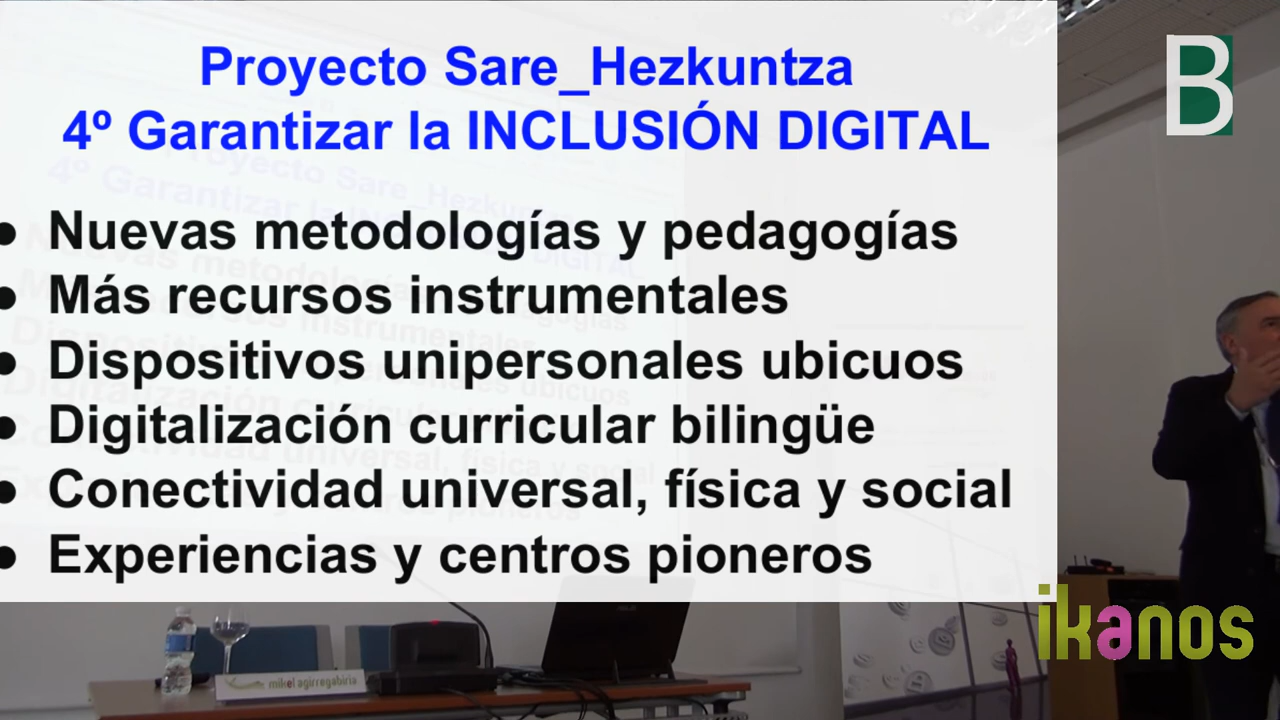 Proyecto Sare_Hezkuntza
4º Garantizar la INCLUSIÓN DIGITAL
● Nuevas metodologías y pedagogías
● Más recursos instrumentales
● Dispositivos unipersonales ubicuos
● Digitalización curricular bilingüe
● Conectividad universal, física y social
● Experiencias y centros pioneros
B
ikanos
mikel agirregabiria